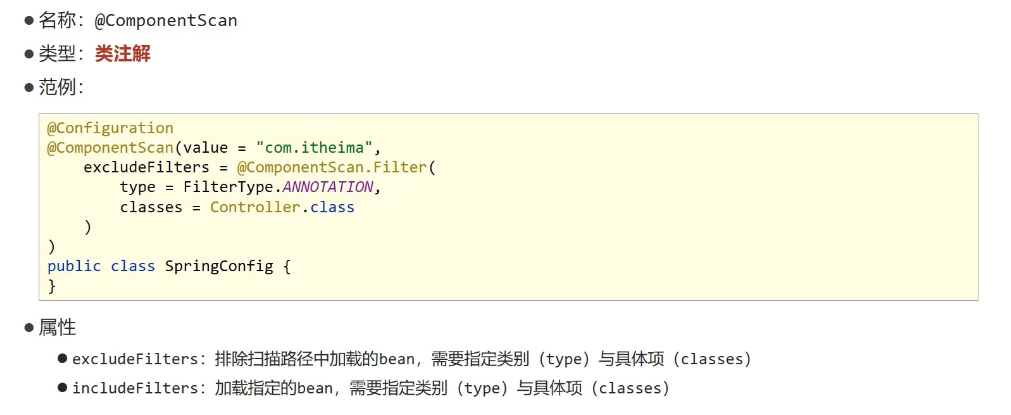 ● 名称：@ComponentScan
● 类型：类注解
● 范例：
@Configuration
@ComponentScan(value = "com.itheima",
    excludeFilters = @ComponentScan.Filter(
        type = FilterType.ANNOTATION,
        classes = Controller.class
    )
)
public class SpringConfig {
}
● 属性
● excludeFilters：排除扫描路径中加载的bean，需要指定类别（type）与具体项（classes）
● includeFilters：加载指定的bean，需要指定类别（type）与具体项（classes）